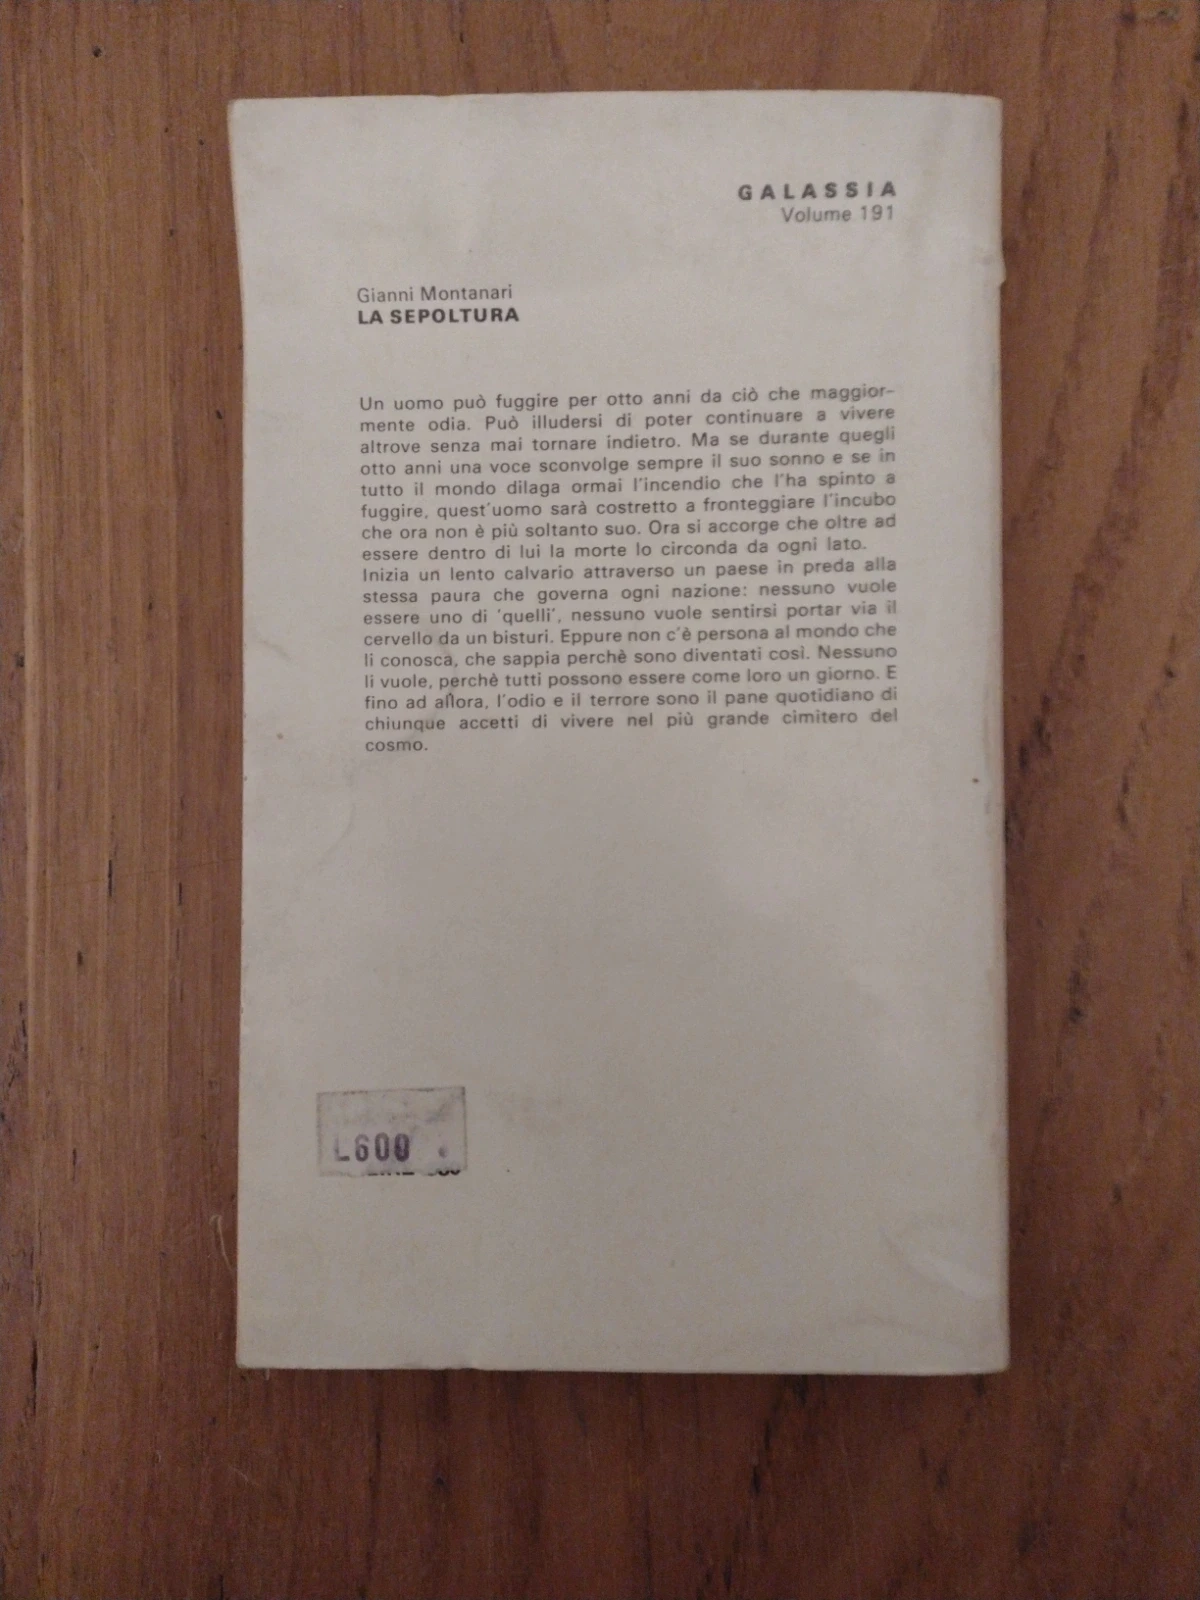 GALASSIA
Volume 191
Gianni Montanari
LA SEPOLTURA
Un uomo può fuggire per otto anni da ciò che maggior-
mente odia. Può illudersi di poter continuare a vivere
altrove senza mai tornare indietro. Ma se durante quegli
otto anni una voce sconvolge sempre il suo sonno e se in
tutto il mondo dilaga ormai l'incendio che l'ha spinto a
fuggire, quest'uomo sarà costretto a fronteggiare l'incubo
che ora non è più soltanto suo. Ora si accorge che oltre ad
essere dentro di lui la morte lo circonda da ogni lato.
Inizia un lento calvario attraverso un paese in preda alla
stessa paura che governa ogni nazione: nessuno vuole
essere uno di 'quelli', nessuno vuole sentirsi portar via il
cervello da un bisturi. Eppure non c'è persona al mondo che
li conosca, che sappia perchè sono diventati così. Nessuno
li vuole, perchè tutti possono essere come loro un giorno. E
fino ad allora, l'odio e il terrore sono il pane quotidiano di
chiunque accetti di vivere nel più grande cimitero del
cosmo.
L600